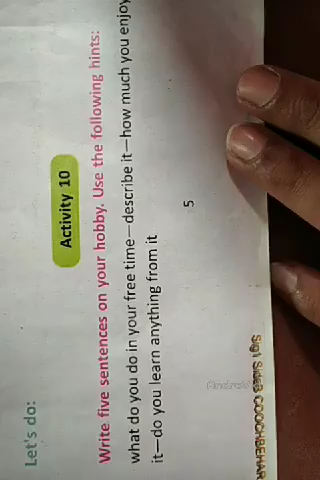 Let's do:
Activity 10
Write five sentences on your hobby. Use the following hints:
what do you do in your free time—describe it—how much you enjoy
it—do you learn anything from it
5
COOCHBEHAR